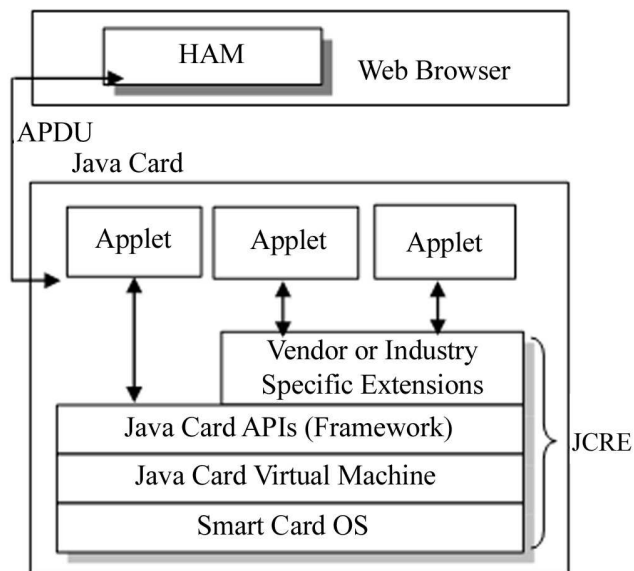 HAM
Web Browser
APDU
Java Card
Applet
Applet
Applet
Vendor or Industry
Specific Extensions
Java Card APIs (Framework)
JCRE
Java Card Virtual Machine
Smart Card OS